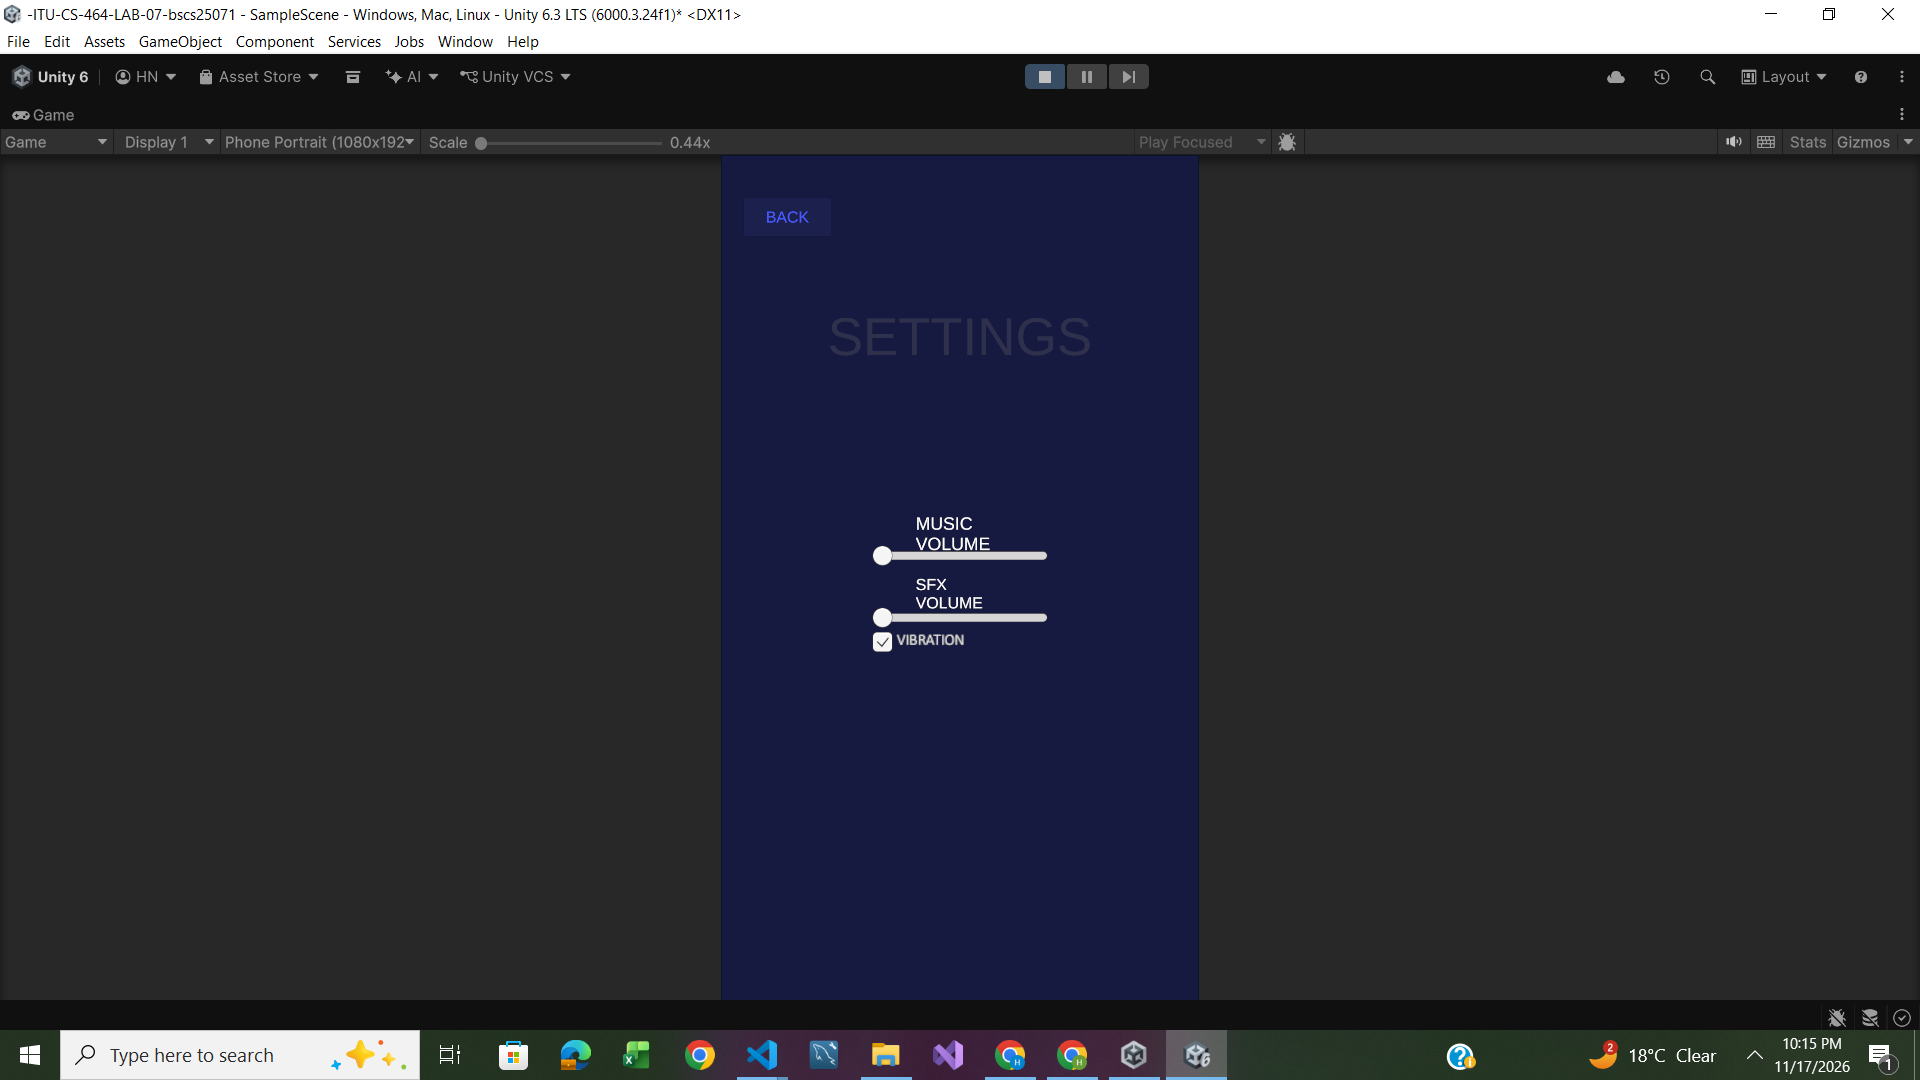 -ITU-CS-464-LAB-07-bscs25071 - SampleScene - Windows, Mac, Linux - Unity 6.3 LTS (6000.3.24f1)* <DX11>
File Edit Assets GameObject Component Services Jobs Window Help
Unity 6 HN Asset Store AI Unity VCS Layout
Game
Game Display 1 Phone Portrait (1080x192 Scale 0.44x Play Focused Stats Gizmos
BACK
SETTINGS
MUSIC
VOLUME
SFX
VOLUME
VIBRATION
Type here to search
2
18°C Clear
10:15 PM
11/17/2026
1